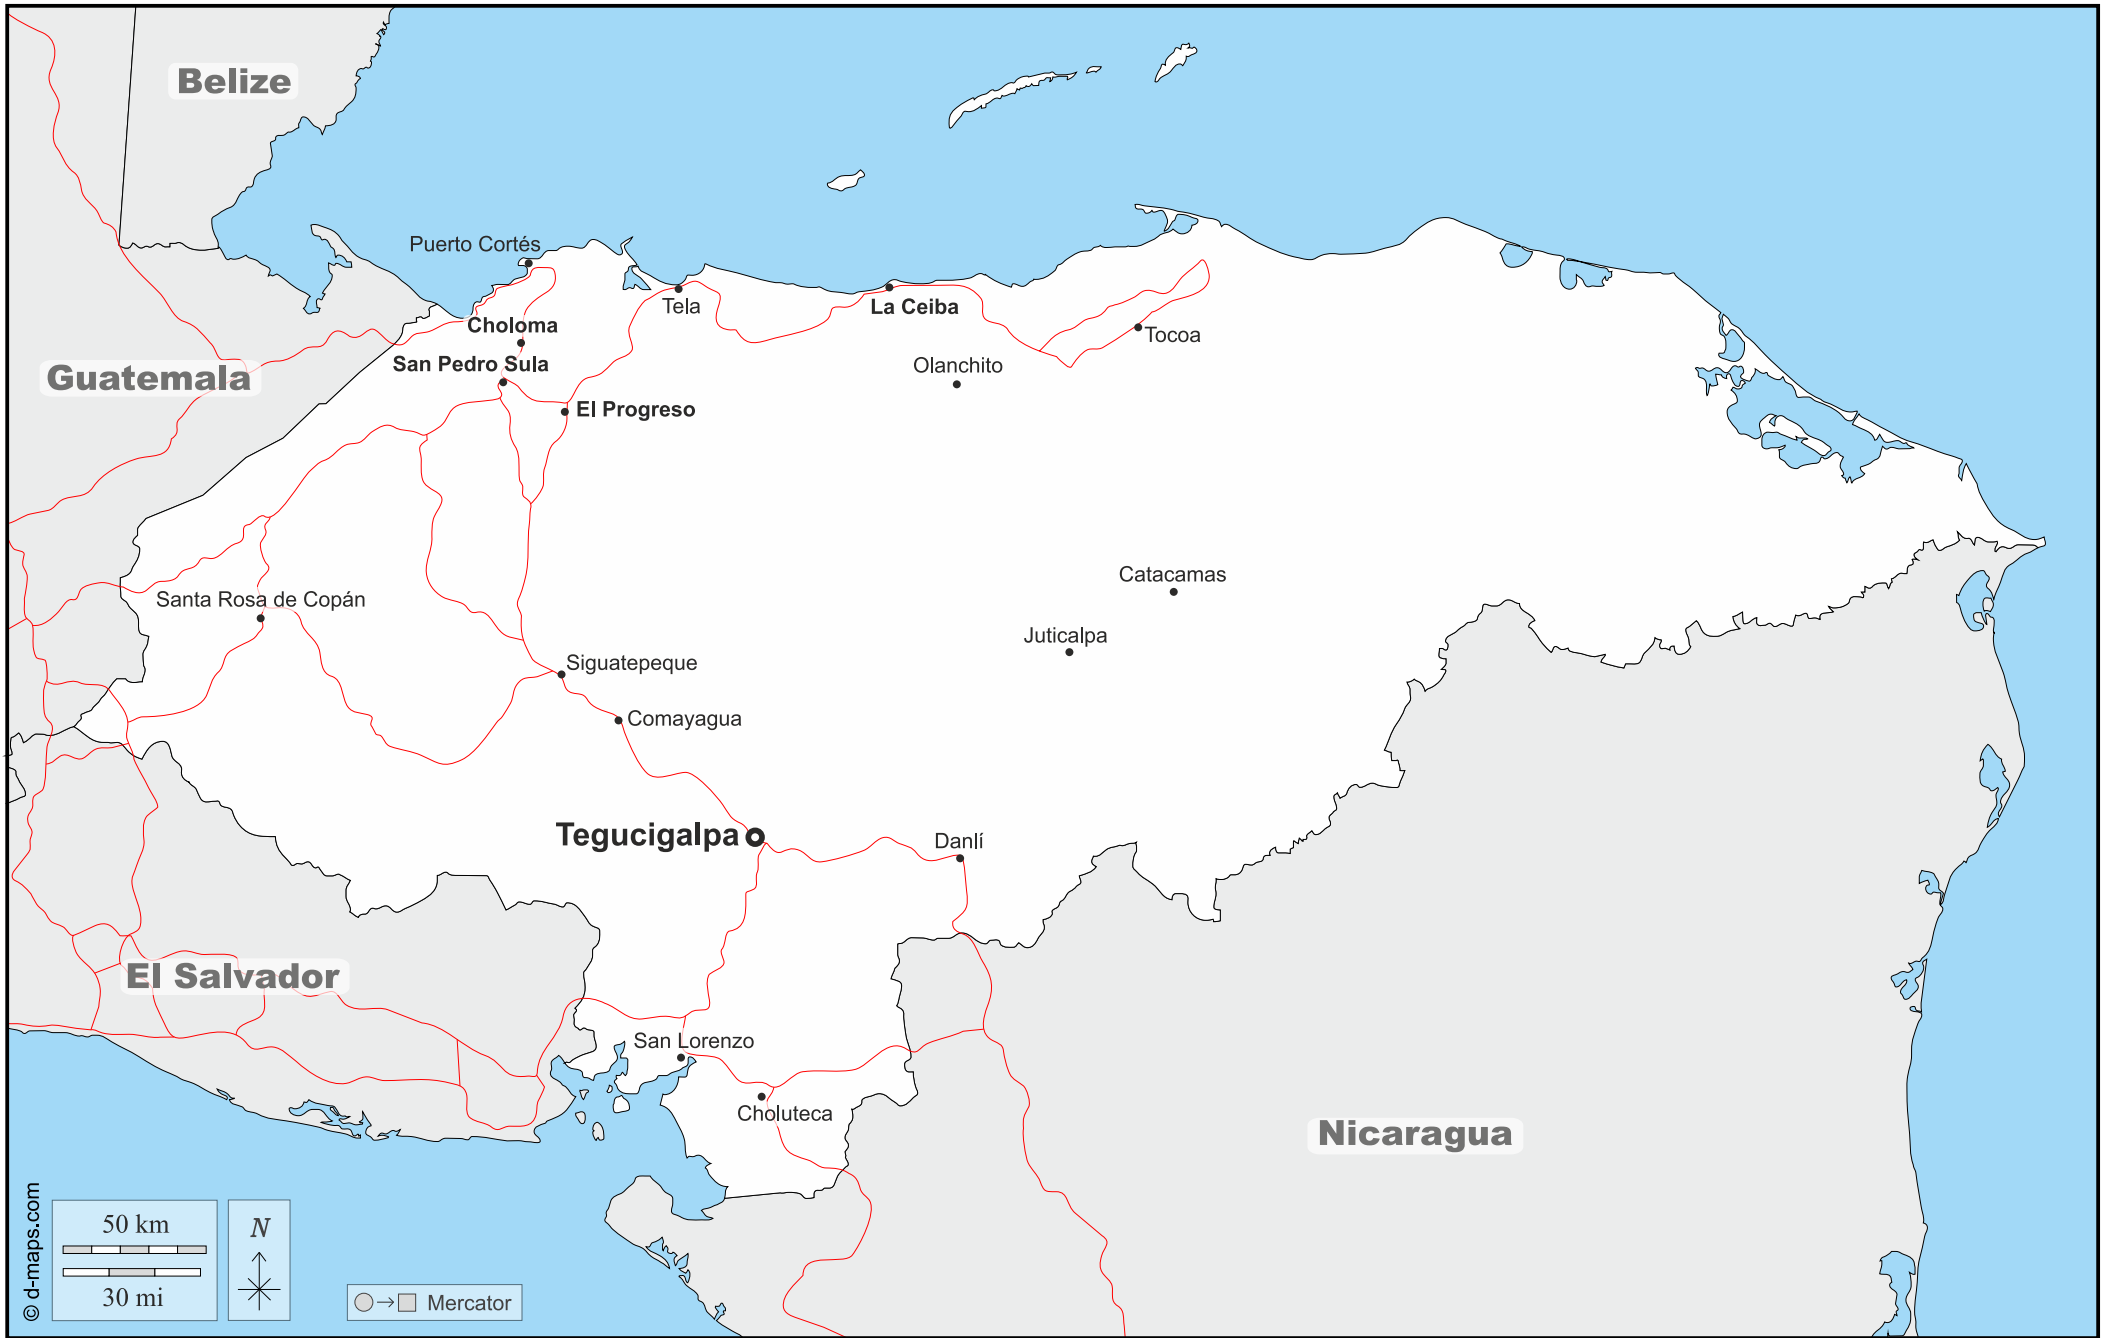 Belize
Puerto Cortés
Tela
La Ceiba
Choloma
Tocoa
San Pedro Sula
Olanchito
Guatemala
El Progreso
Catacamas
Santa Rosa de Copán
Juticalpa
Siguatepeque
Comayagua
Tegucigalpa
Danlí
El Salvador
San Lorenzo
Choluteca
Nicaragua
© d-maps.com
50 km
30 mi
N
Mercator